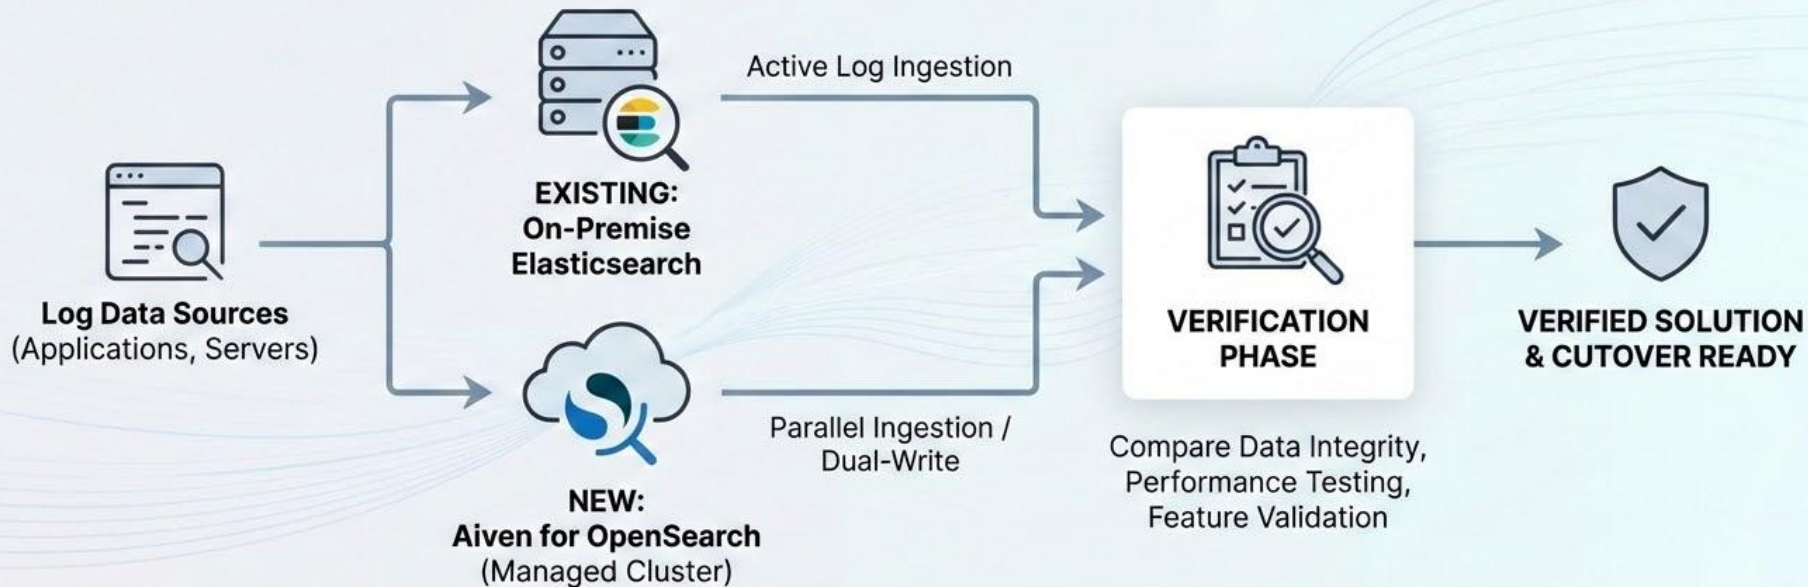 Log Data Sources
(Applications, Servers)
EXISTING:
On-Premise
Elasticsearch
Active Log Ingestion
NEW:
Aiven for OpenSearch
(Managed Cluster)
Parallel Ingestion /
Dual-Write
VERIFICATION
PHASE
Compare Data Integrity,
Performance Testing,
Feature Validation
VERIFIED SOLUTION
& CUTOVER READY